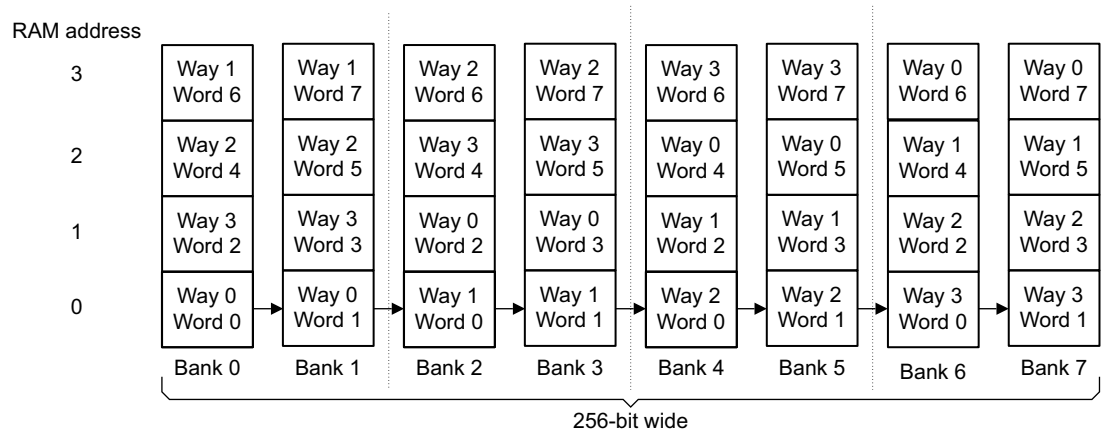 RAM address
3
Way 1 Way 1 Way 2 Way 2 Way 3 Way 3 Way 0 Way 0
Word 6 Word 7 Word 6 Word 7 Word 6 Word 7 Word 6 Word 7
2
Way 2 Way 2 Way 3 Way 3 Way 0 Way 0 Way 1 Way 1
Word 4 Word 5 Word 4 Word 5 Word 4 Word 5 Word 4 Word 5
1
Way 3 Way 3 Way 0 Way 0 Way 1 Way 1 Way 2 Way 2
Word 2 Word 3 Word 2 Word 3 Word 2 Word 3 Word 2 Word 3
0
Way 0 Way 0 Way 1 Way 1 Way 2 Way 2 Way 3 Way 3
Word 0 Word 1 Word 0 Word 1 Word 0 Word 1 Word 0 Word 1
Bank 0 Bank 1 Bank 2 Bank 3 Bank 4 Bank 5 Bank 6 Bank 7
256-bit wide